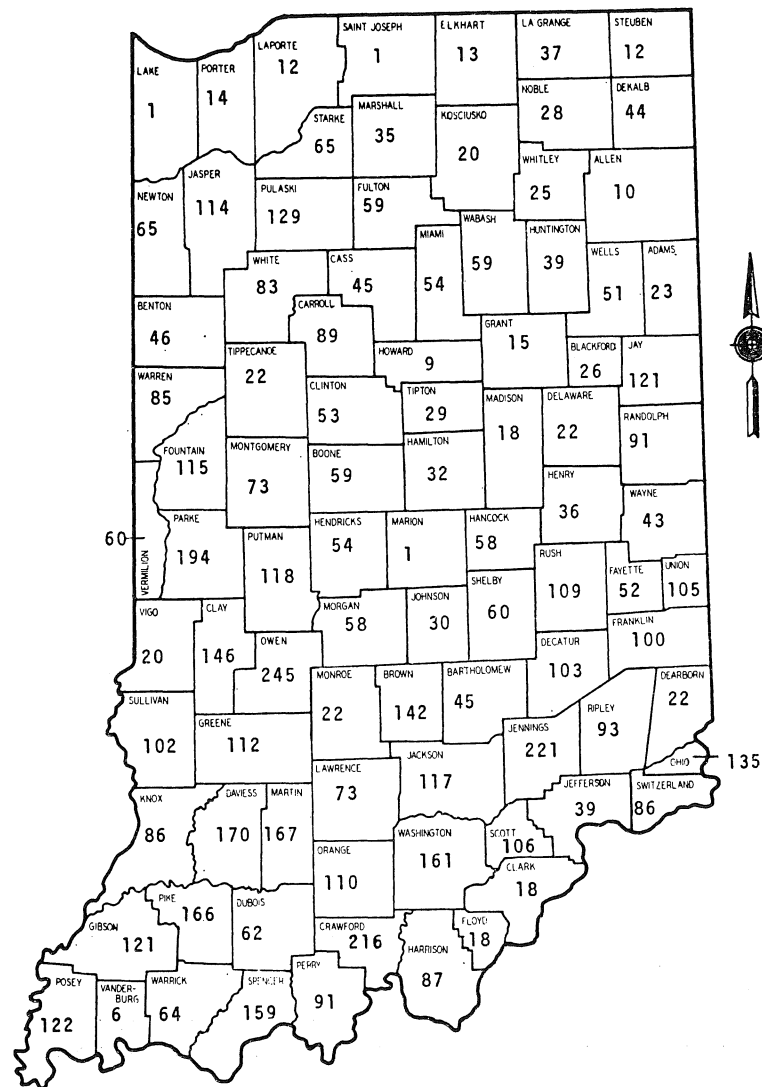 SAINT JOSEPH
1
ELKHART
13
LA GRANGE
37
STEUBEN
12
LAPORTE
12
PORTER
14
LAKE
1
NOBLE
28
DEKALB
44
MARSHALL
35
STARKE
65
KOSCIUSKO
20
WHITLEY
25
ALLEN
10
JASPER
114
NEWTON
65
PULASKI
129
FULTON
59
WABASH
59
HUNTINGTON
39
MIAMI
54
WELLS
51
ADAMS
23
WHITE
83
CASS
45
CARROLL
89
BENTON
46
GRANT
15
HOWARD
9
BLACKFORD
26
JAY
121
TIPPECANOE
22
WARREN
85
CLINTON
53
TIPTON
29
MADISON
18
DELAWARE
22
RANDOLPH
91
FOUNTAIN
115
MONTGOMERY
73
BOONE
59
HAMILTON
32
HENRY
36
WAYNE
43
60
VERMILION
PARKE
194
PUTMAN
118
HENDRICKS
54
MARION
1
HANCOCK
58
RUSH
109
FAYETTE
52
UNION
105
SHELBY
60
VIGO
20
CLAY
146
MORGAN
58
JOHNSON
30
FRANKLIN
100
OWEN
245
DECATUR
103
MONROE
22
BROWN
142
BARTHOLOMEW
45
DEARBORN
22
SULLIVAN
102
GREENE
112
JENNINGS
221
RIPLEY
93
JACKSON
117
OHIO
135
LAWRENCE
73
JEFFERSON
39
SWITZERLAND
86
KNOX
86
DAVIESS
170
MARTIN
167
WASHINGTON
161
SCOTT
106
ORANGE
110
CLARK
18
PIKE
166
DUBOIS
62
GIBSON
121
CRAWFORD
216
FLOYD
18
HARRISON
87
PERRY
91
POSEY
122
VANDER-
BURG
6
WARRICK
64
SPENCER
159